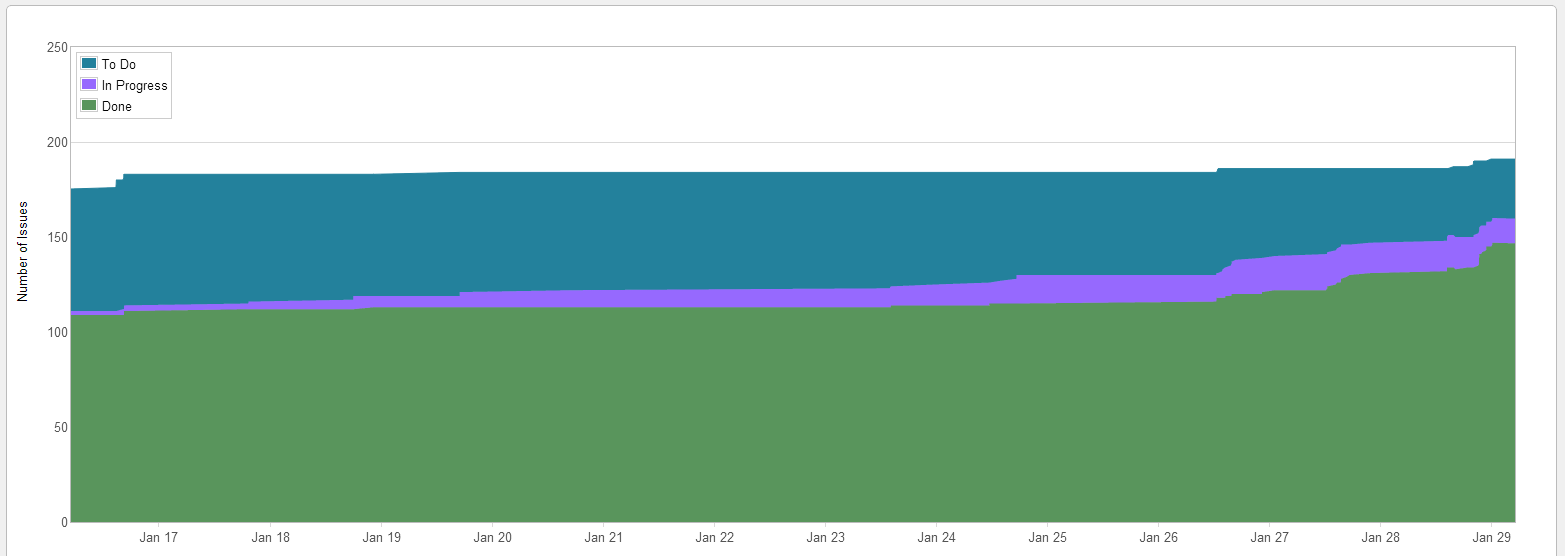 250
To Do
In Progress
Done
200
150
Number of Issues
100
50
0
Jan 17 Jan 18 Jan 19 Jan 20 Jan 21 Jan 22 Jan 23 Jan 24 Jan 25 Jan 26 Jan 27 Jan 28 Jan 29